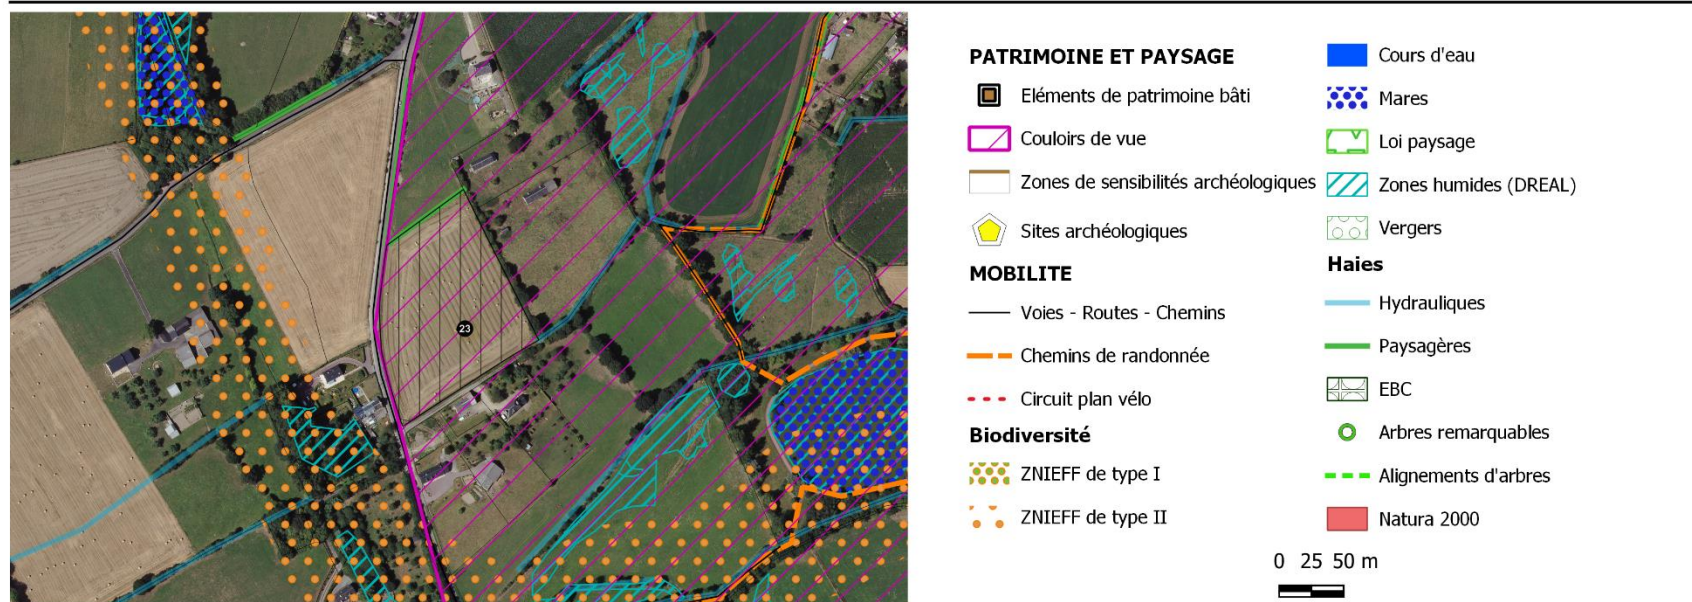 23
PATRIMOINE ET PAYSAGE
Eléments de patrimoine bâti
Couloirs de vue
Zones de sensibilités archéologiques
Sites archéologiques
MOBILITE
Voies - Routes - Chemins
Chemins de randonnée
Circuit plan vélo
Biodiversité
ZNIEFF de type I
ZNIEFF de type II
Cours d'eau
Mares
Loi paysage
Zones humides (DREAL)
Vergers
Haies
Hydrauliques
Paysagères
EBC
Arbres remarquables
Alignements d'arbres
Natura 2000
0 25 50 m